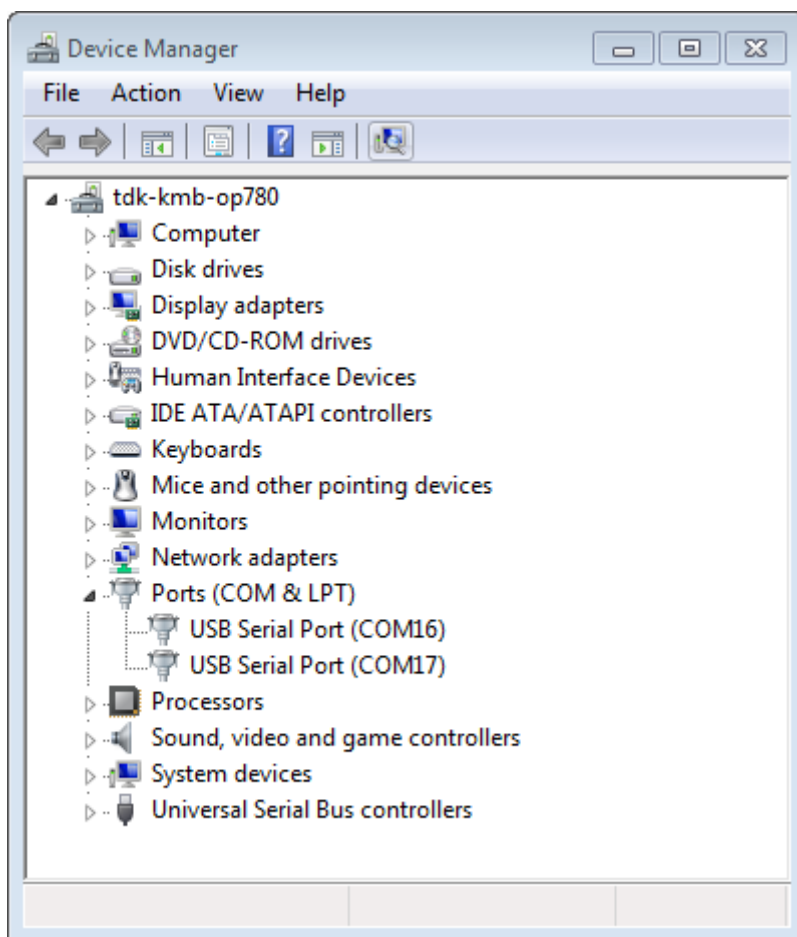 Device Manager
File Action View Help
tdk-kmb-op780
Computer
Disk drives
Display adapters
DVD/CD-ROM drives
Human Interface Devices
IDE ATA/ATAPI controllers
Keyboards
Mice and other pointing devices
Monitors
Network adapters
Ports (COM & LPT)
USB Serial Port (COM16)
USB Serial Port (COM17)
Processors
Sound, video and game controllers
System devices
Universal Serial Bus controllers